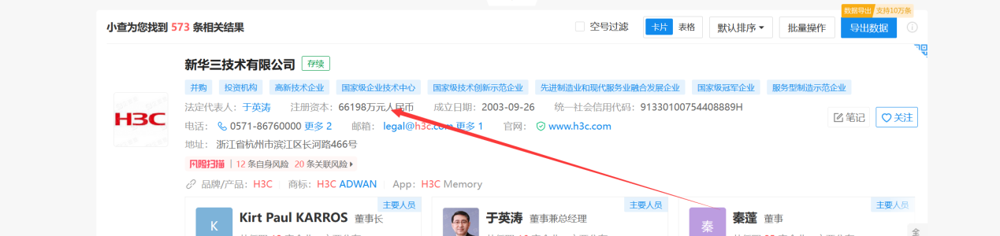 数据导出 支持10万条
小查为您找到 573 条相关结果 空号过滤 卡片 表格 默认排序 批量操作 导出数据
新华三技术有限公司 存续
并购 投资机构 高新技术企业 国家级企业技术中心 国家级技术创新示范企业 先进制造业和现代服务业融合发展企业 国家级冠军企业 服务型制造示范企业
法定代表人：于英涛 注册资本：66198万元人民币 成立日期：2003-09-26 统一社会信用代码：91330100754408889H
H3C
电话：0571-86760000 更多 2 邮箱：legal@h3c.com 更多 1 官网：www.h3c.com 笔记 关注
地址：浙江省杭州市滨江区长河路466号
风险扫描 12 条自身风险 20 条关联风险
品牌/产品：H3C 商标：H3C ADWAN App：H3C Memory
主要人员 主要人员 主要人员
K Kirt Paul KARROS 董事长 于英涛 董事兼总经理 秦 秦蓬 董事